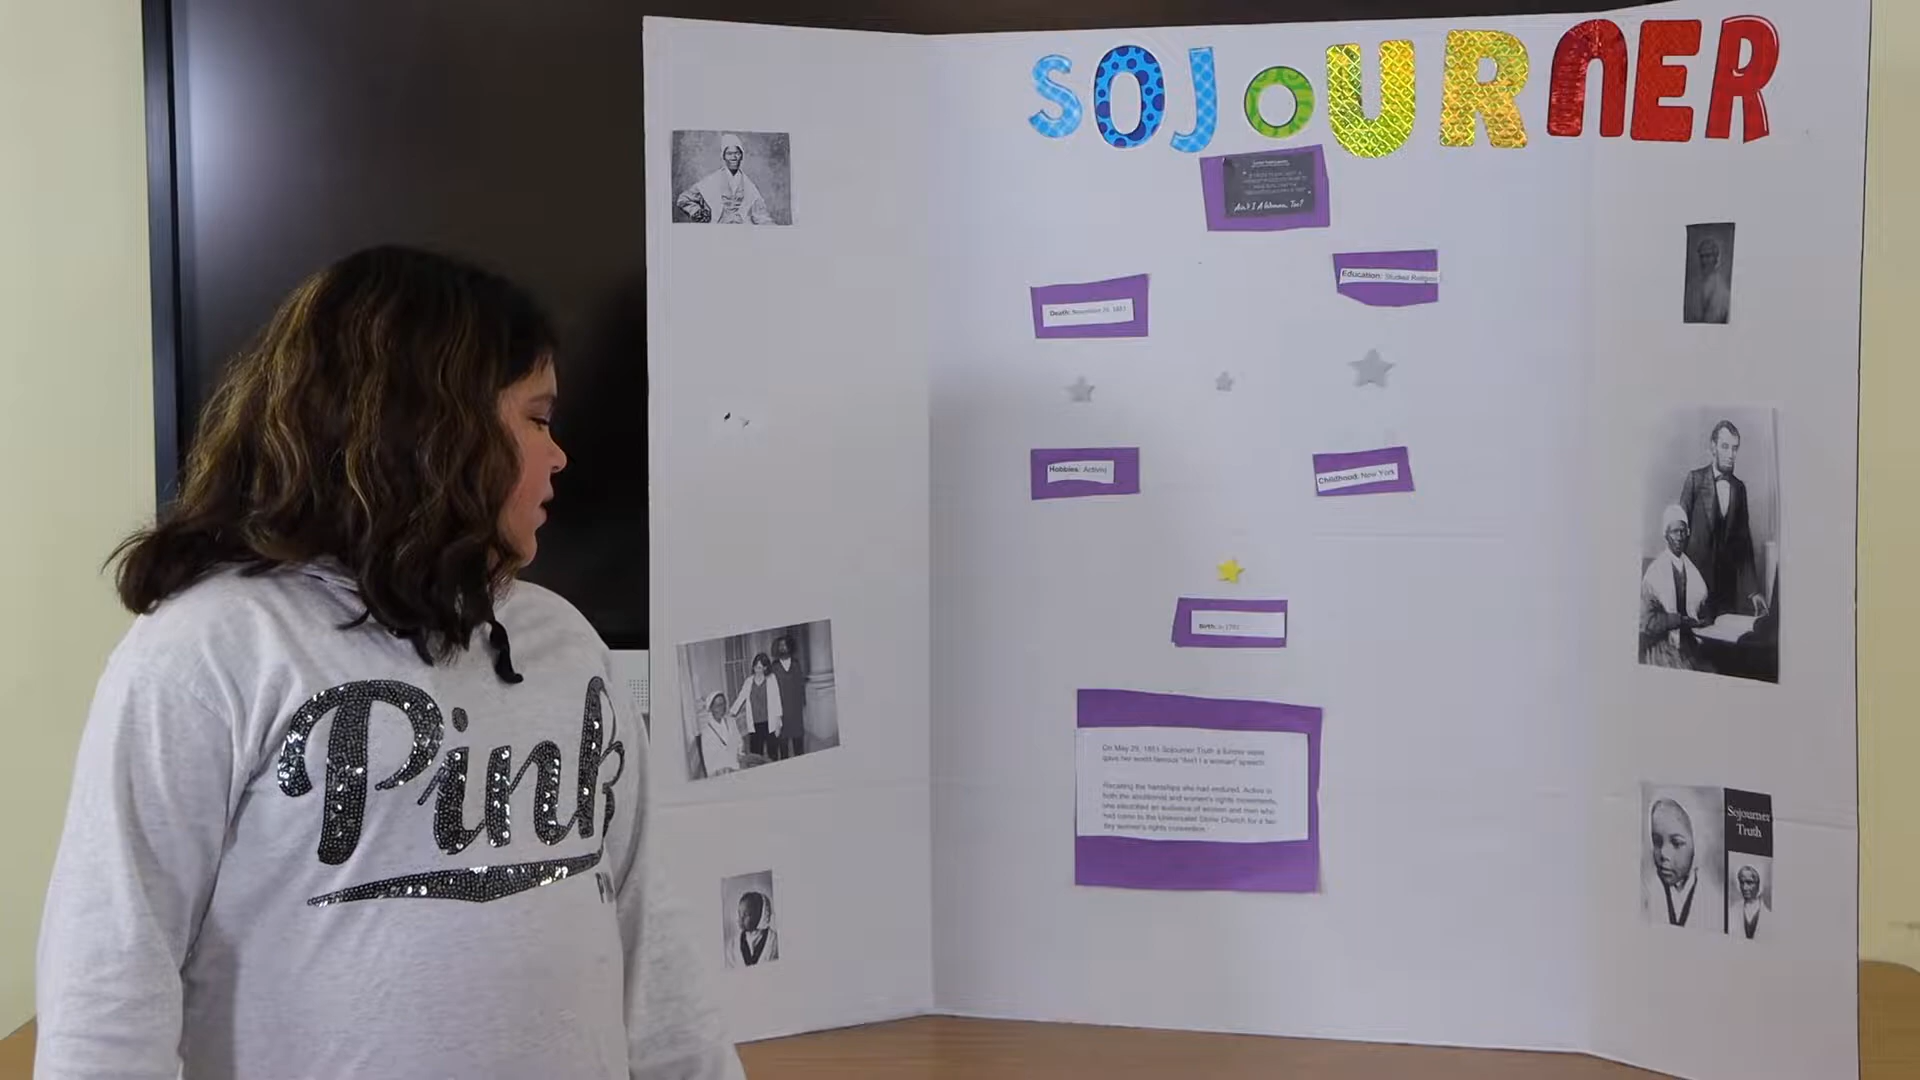 SOJOURNER
Ain't I A Woman, Too?
Education: Studied Religion
Death: November 26, 1883
Hobbies: Activist
Childhood: New York
Birth: in 1797
On May 29, 1851 Sojourner Truth a former slave
gave her world famous "Ain't I a woman" speech
Recalling the hardships she had endured. Active in
both the abolitionist and women's rights movements,
she electrified an audience of women and men who
had come to the Universalist Stone Church for a two
day women's rights convention.
Sojourner
Truth
Pink